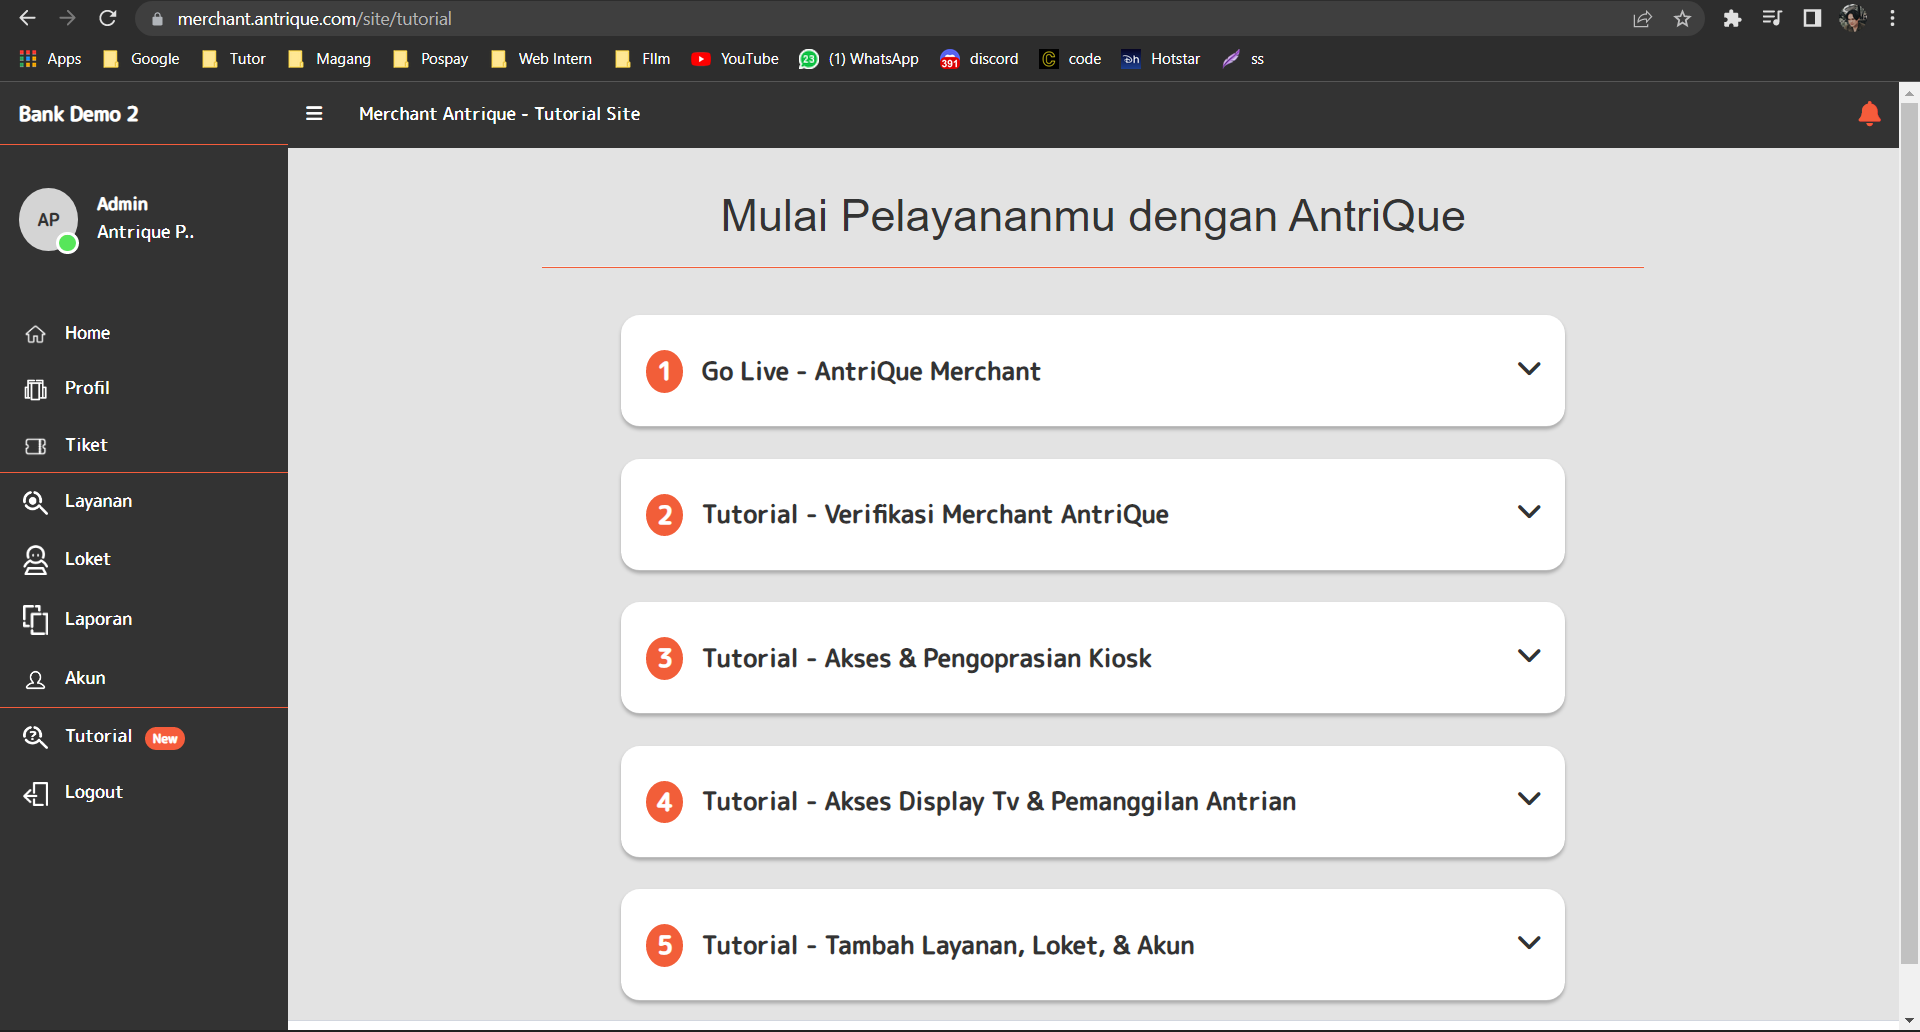 merchant.antrique.com/site/tutorial
Apps Google Tutor Magang Pospay Web Intern FIlm YouTube 23 (1) WhatsApp 391 discord C code Hotstar ss
Bank Demo 2
Merchant Antrique - Tutorial Site
AP
Admin
Antrique P..
Home
Profil
Tiket
Layanan
Loket
Laporan
Akun
Tutorial New
Logout
Mulai Pelayananmu dengan AntriQue
1 Go Live - AntriQue Merchant
2 Tutorial - Verifikasi Merchant AntriQue
3 Tutorial - Akses & Pengoprasian Kiosk
4 Tutorial - Akses Display Tv & Pemanggilan Antrian
5 Tutorial - Tambah Layanan, Loket, & Akun